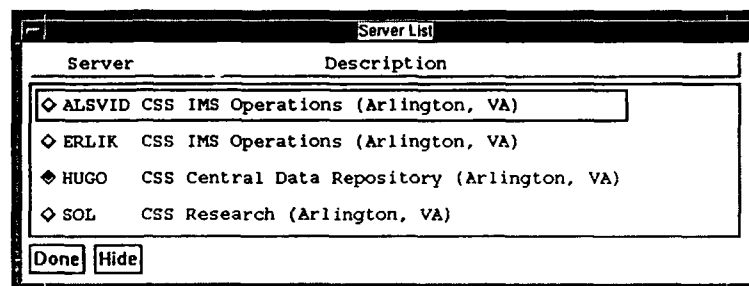 Server List
Server Description
ALSVID CSS IMS Operations (Arlington, VA)
ERLIK CSS IMS Operations (Arlington, VA)
HUGO CSS Central Data Repository (Arlington, VA)
SOL CSS Research (Arlington, VA)
Done Hide